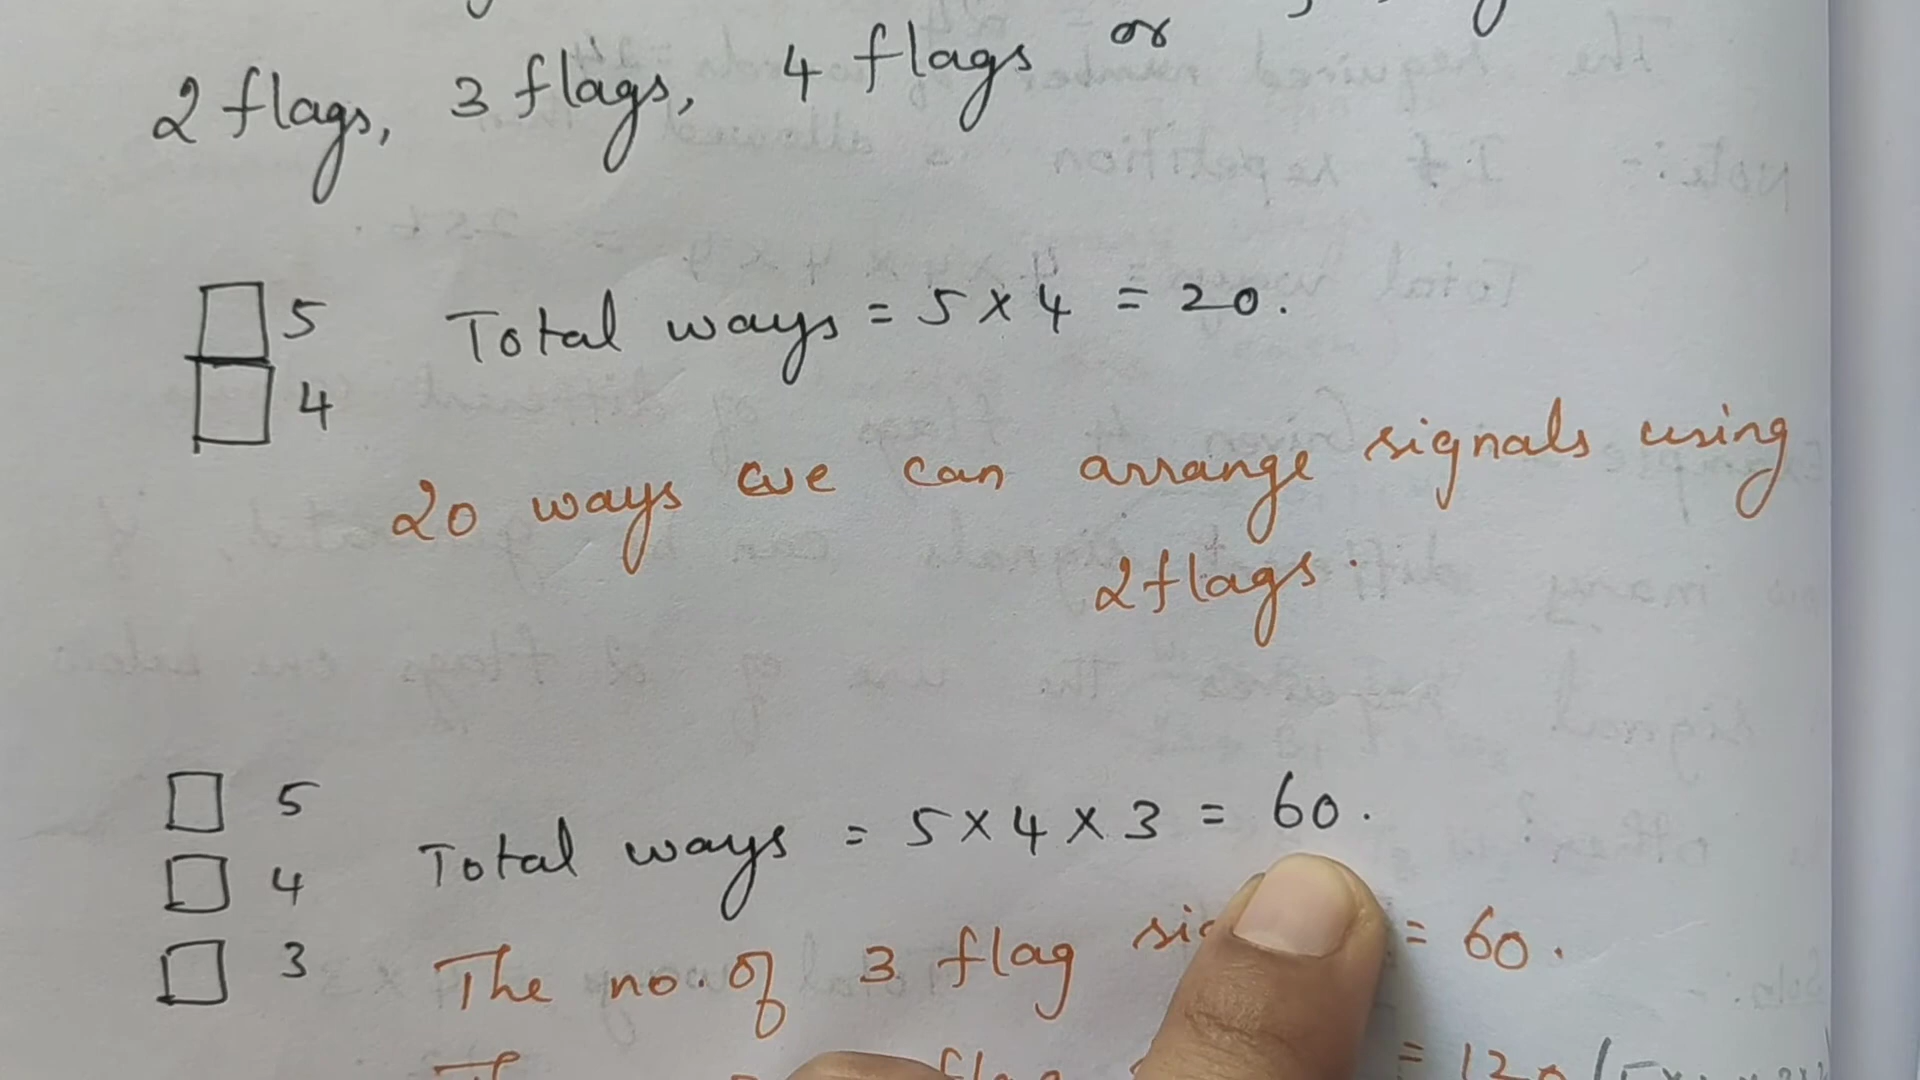 2 flags, 3 flags, 4 flags or
5 Total ways = 5 x 4 = 20.
4
20 ways we can arrange signals using
2 flags.
5
Total ways = 5 x 4 x 3 = 60.
4
3 The no. of 3 flag = 60.
= 120